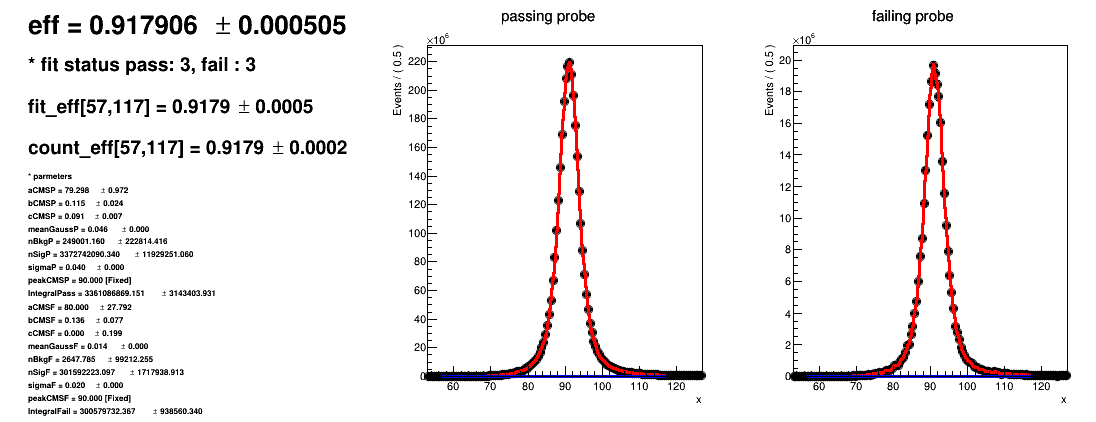 eff = 0.917906 ± 0.000505
* fit status pass: 3, fail : 3
fit_eff[57,117] = 0.9179 ± 0.0005
count_eff[57,117] = 0.9179 ± 0.0002
* parmeters
aCMSP = 79.298 ± 0.972
bCMSP = 0.115 ± 0.024
cCMSP = 0.091 ± 0.007
meanGaussP = 0.046 ± 0.000
nBkgP = 249001.160 ± 222814.416
nSigP = 3372742090.340 ± 11929251.060
sigmaP = 0.040 ± 0.000
peakCMSP = 90.000 [Fixed]
IntegralPass = 3361086869.151 ± 3143403.931
aCMSF = 80.000 ± 27.792
bCMSF = 0.136 ± 0.077
cCMSF = 0.000 ± 0.199
meanGaussF = 0.014 ± 0.000
nBkgF = 2647.785 ± 99212.255
nSigF = 301592223.097 ± 1717938.913
sigmaF = 0.020 ± 0.000
peakCMSF = 90.000 [Fixed]
IntegralFail = 300579732.367 ± 938560.340
passing probe
×10⁶
Events / ( 0.5 )
220
200
180
160
140
120
100
80
60
40
20
0
60 70 80 90 100 110 120
x
failing probe
×10⁶
Events / ( 0.5 )
20
18
16
14
12
10
8
6
4
2
0
60 70 80 90 100 110 120
x